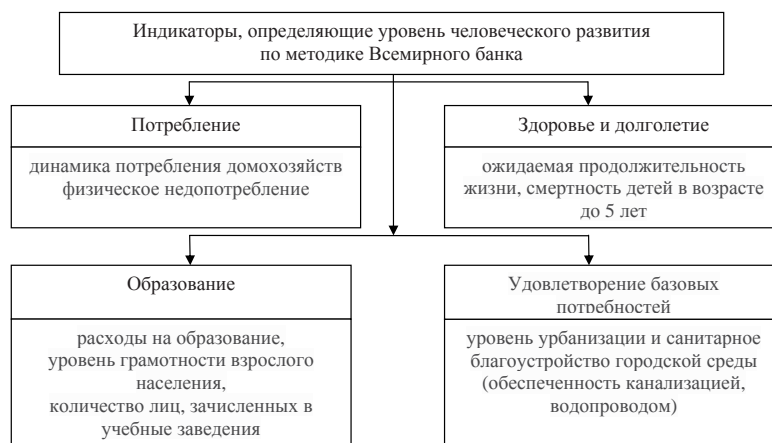 Индикаторы, определяющие уровень человеческого развития
по методике Всемирного банка
Потребление
динамика потребления домохозяйств
физическое недопотребление
Здоровье и долголетие
ожидаемая продолжительность
жизни, смертность детей в возрасте
до 5 лет
Образование
расходы на образование,
уровень грамотности взрослого
населения,
количество лиц, зачисленных в
учебные заведения
Удовлетворение базовых
потребностей
уровень урбанизации и санитарное
благоустройство городской среды
(обеспеченность канализацией,
водопроводом)